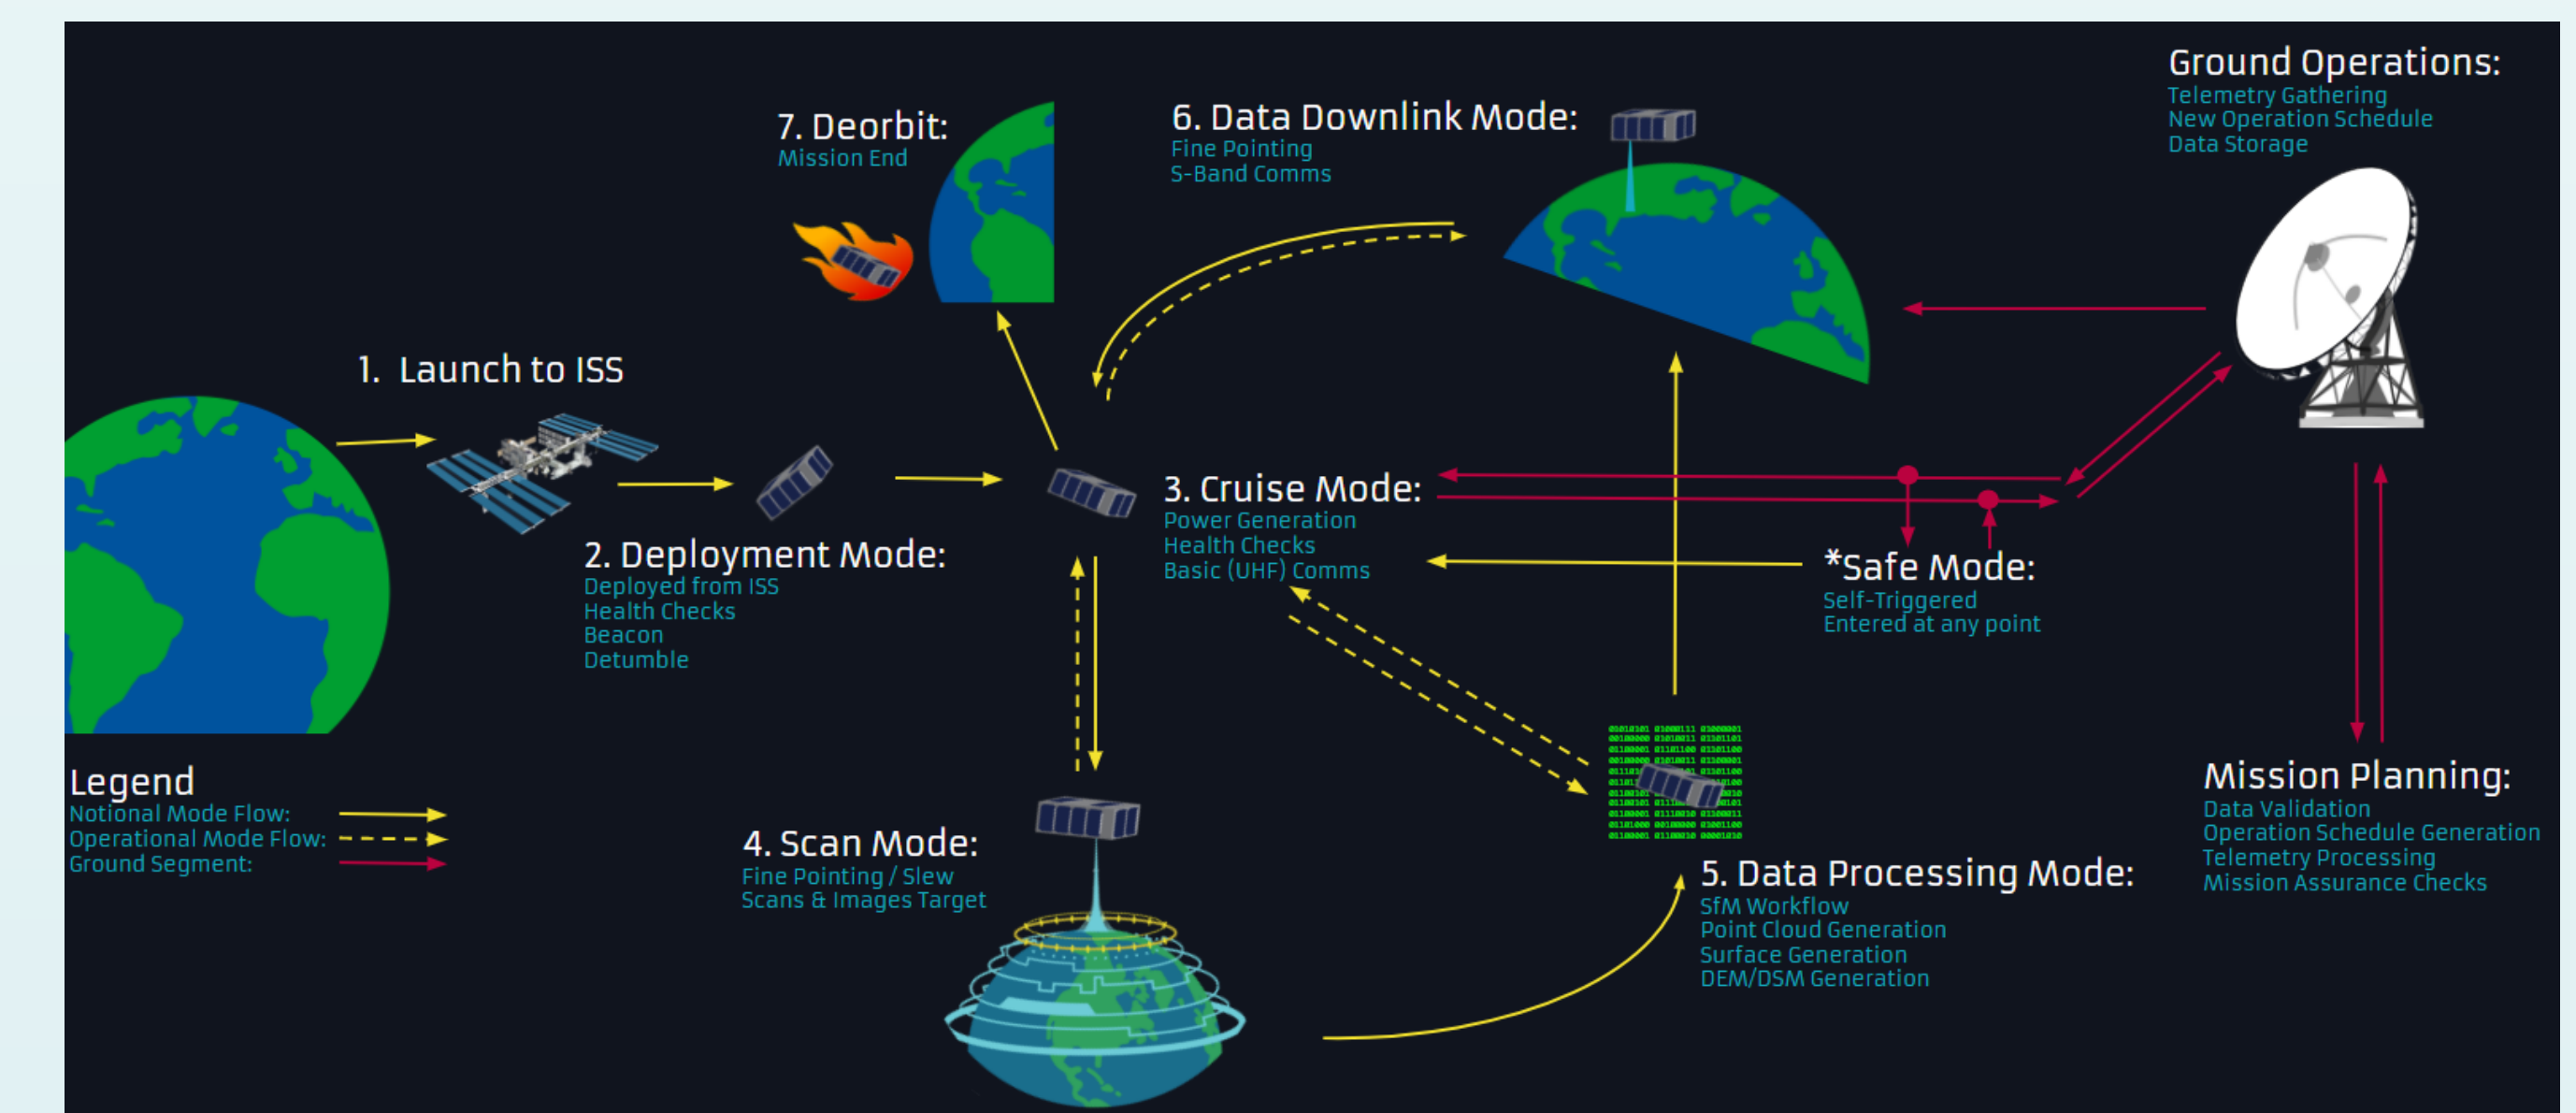 Ground Operations:
Telemetry Gathering
New Operation Schedule
Data Storage
7. Deorbit:
Mission End
6. Data Downlink Mode:
Fine Pointing
S-Band Comms
1. Launch to ISS
2. Deployment Mode:
Deployed from ISS
Health Checks
Beacon
Detumble
3. Cruise Mode:
Power Generation
Health Checks
Basic (UHF) Comms
*Safe Mode:
Self-Triggered
Entered at any point
Legend
Notional Mode Flow:
Operational Mode Flow:
Ground Segment:
4. Scan Mode:
Fine Pointing / Slew
Scans & Images Target
5. Data Processing Mode:
SfM Workflow
Point Cloud Generation
Surface Generation
DEM/DSM Generation
Mission Planning:
Data Validation
Operation Schedule Generation
Telemetry Processing
Mission Assurance Checks